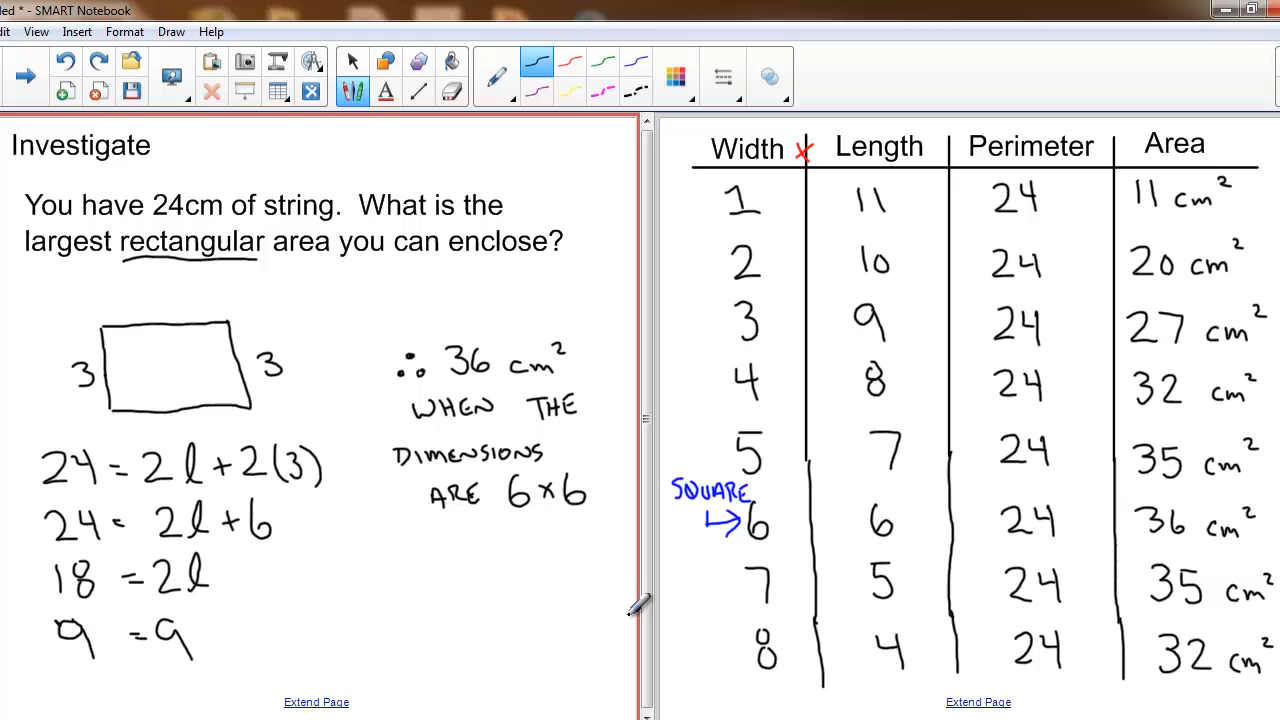 ded * - SMART Notebook
dit View Insert Format Draw Help
Investigate
You have 24cm of string. What is the
largest rectangular area you can enclose?
3 3
24 = 2l + 2(3)
24 = 2l + 6
18 = 2l
9 = 9
∴ 36 cm²
WHEN THE
DIMENSIONS
ARE 6 × 6
Extend Page
Width × Length Perimeter Area
1 11 24 11 cm²
2 10 24 20 cm²
3 9 24 27 cm²
4 8 24 32 cm²
5 7 24 35 cm²
SQUARE
↳ 6 6 24 36 cm²
7 5 24 35 cm²
8 4 24 32 cm²
Extend Page